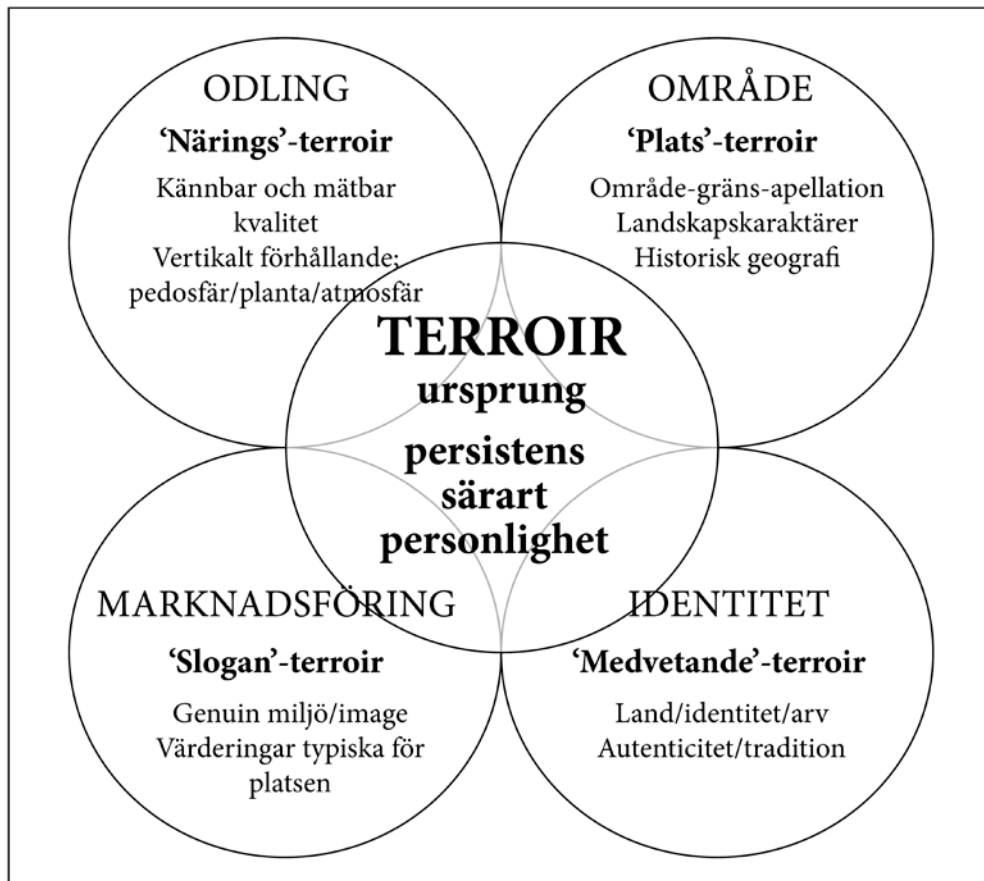 ODLING
‘Närings’-terroir
Kännbar och mätbar
kvalitet
Vertikalt förhållande;
pedosfär/planta/atmosfär
OMRÅDE
‘Plats’-terroir
Område-gräns-apellation
Landskapskaraktärer
Historisk geografi
TERROIR
ursprung
persistens
särart
personlighet
MARKNADSFÖRING
‘Slogan’-terroir
Genuin miljö/image
Värderingar typiska för
platsen
IDENTITET
‘Medvetande’-terroir
Land/identitet/arv
Autenticitet/tradition